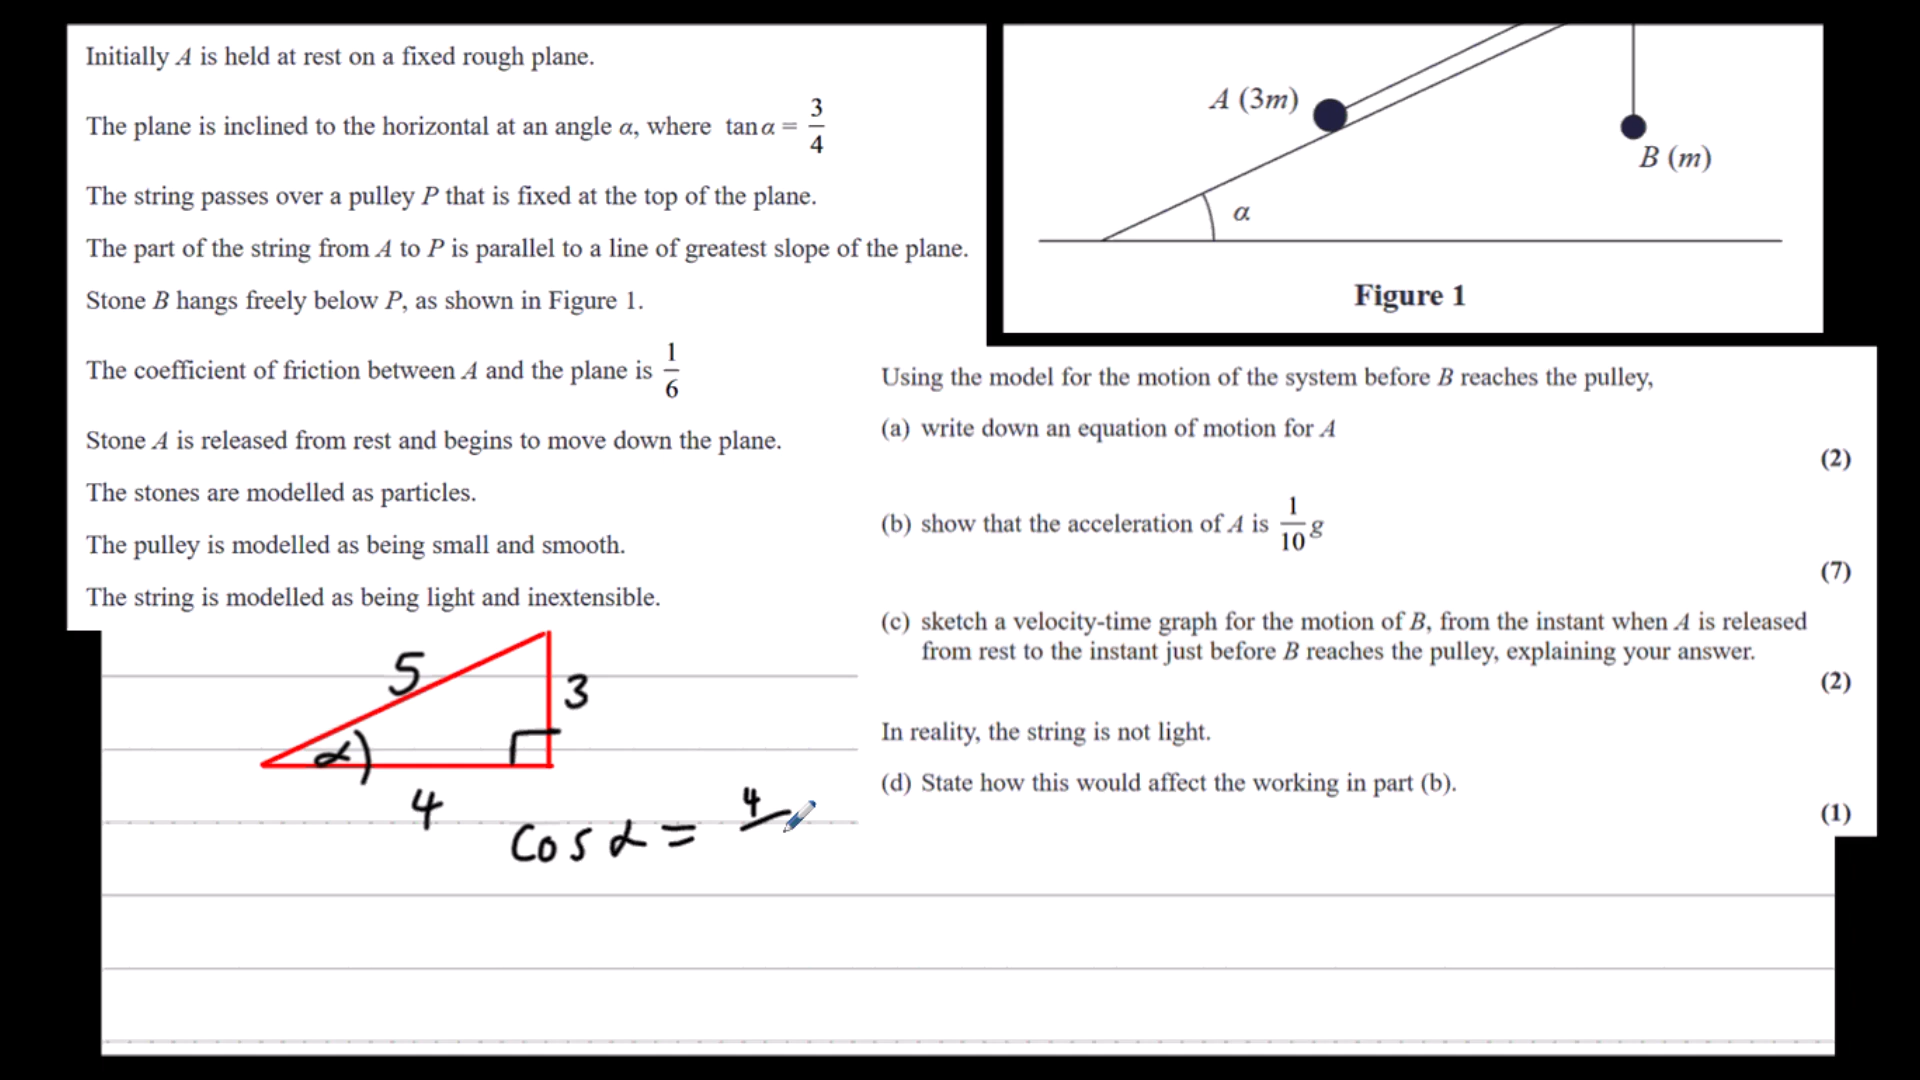 Initially A is held at rest on a fixed rough plane.
The plane is inclined to the horizontal at an angle α, where tan α = 3/4
The string passes over a pulley P that is fixed at the top of the plane.
The part of the string from A to P is parallel to a line of greatest slope of the plane.
Stone B hangs freely below P, as shown in Figure 1.
The coefficient of friction between A and the plane is 1/6
Stone A is released from rest and begins to move down the plane.
The stones are modelled as particles.
The pulley is modelled as being small and smooth.
The string is modelled as being light and inextensible.
A (3m)
B (m)
α
Figure 1
Using the model for the motion of the system before B reaches the pulley,
(a) write down an equation of motion for A
(2)
(b) show that the acceleration of A is 1/10 g
(7)
(c) sketch a velocity-time graph for the motion of B, from the instant when A is released
from rest to the instant just before B reaches the pulley, explaining your answer.
(2)
In reality, the string is not light.
(d) State how this would affect the working in part (b).
(1)
5
3
α
4
Cos α = 4